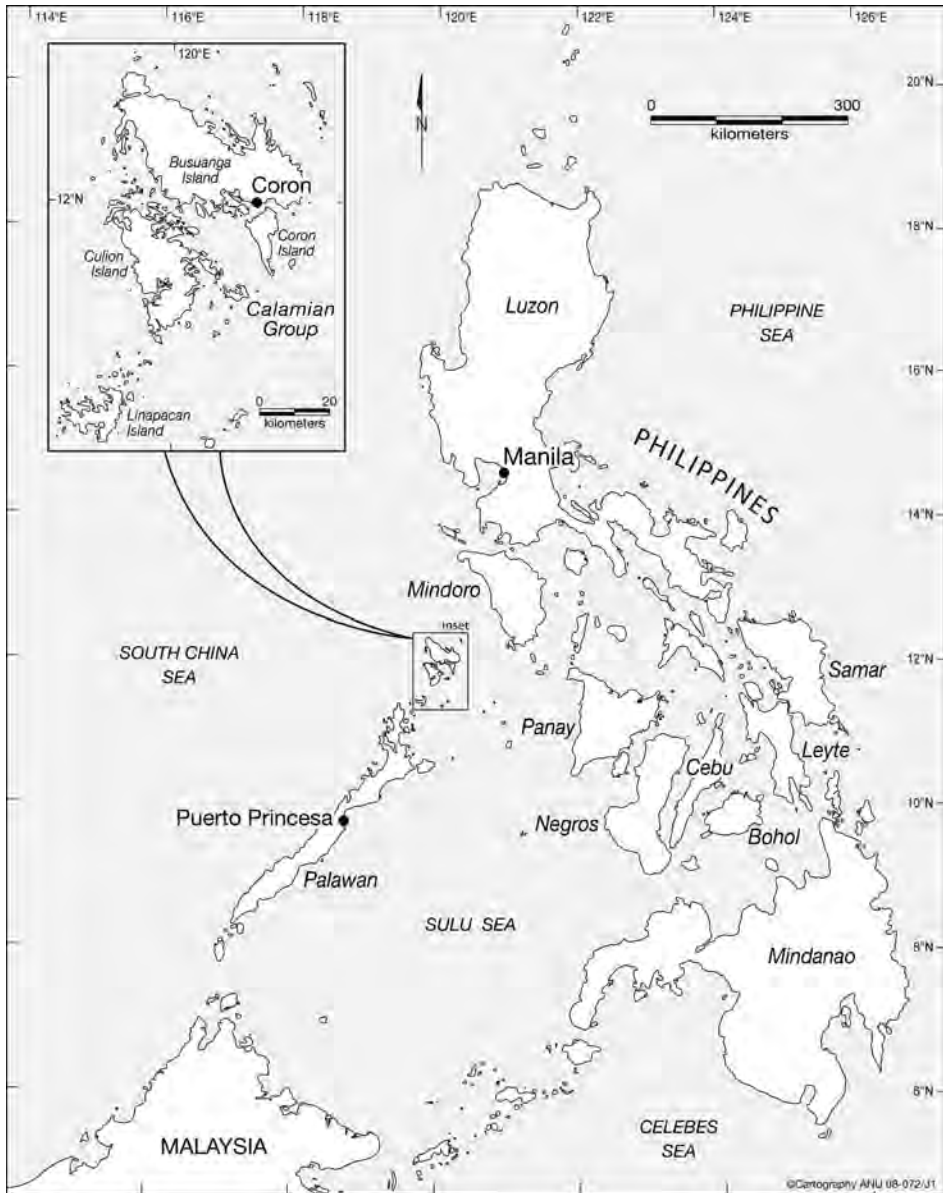 114°E
116°E
118°E
120°E
122°E
124°E
126°E
120°E
20°N
0
300
kilometers
N
Busuanga
Island
Coron
12°N
Coron
Island
Culion
Island
18°N
Calamian
Group
Luzon
PHILIPPINE
SEA
16°N
0
20
kilometers
Linapacan
Island
Manila
PHILIPPINES
14°N
Mindoro
inset
SOUTH CHINA
SEA
12°N
Samar
Panay
Leyte
Cebu
10°N
Puerto Princesa
Negros
Bohol
Palawan
SULU SEA
8°N
Mindanao
6°N
MALAYSIA
CELEBES
SEA
©Cartography ANU 08-072/J1